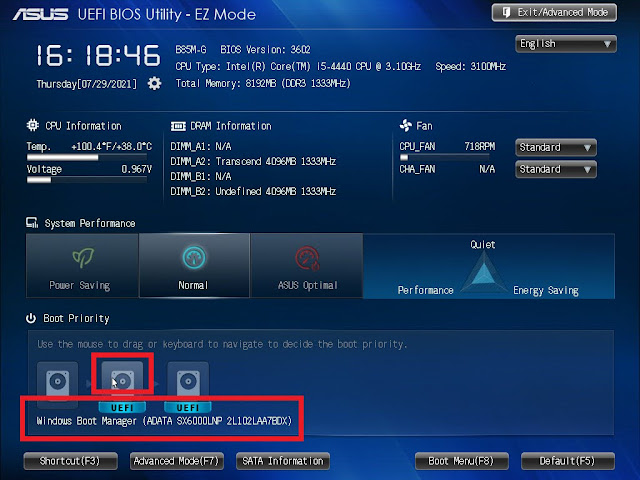 ASUS UEFI BIOS Utility - EZ Mode
Exit/Advanced Mode
English
16:18:46
Thursday[07/29/2021]
B85M-G BIOS Version: 3602
CPU Type: Intel(R) Core(TM) I5-4440 CPU @ 3.10GHz Speed: 3100MHz
Total Memory: 8192MB (DDR3 1333MHz)
CPU Information
Temp. +100.4°F/+38.0°C
Voltage 0.967V
DRAM Information
DIMM_A1: N/A
DIMM_A2: Transcend 4096MB 1333MHz
DIMM_B1: N/A
DIMM_B2: Undefined 4096MB 1333MHz
Fan
CPU_FAN 718RPM Standard
CHA_FAN N/A Standard
System Performance
Power Saving
Normal
ASUS Optimal
Quiet
Performance
Energy Saving
Boot Priority
Use the mouse to drag or keyboard to navigate to decide the boot priority.
UEFI UEFI
Windows Boot Manager (ADATA SX6000LNP 2L102LAA7BDX)
Shortcut(F3) Advanced Mode(F7) SATA Information Boot Menu(F8) Default(F5)